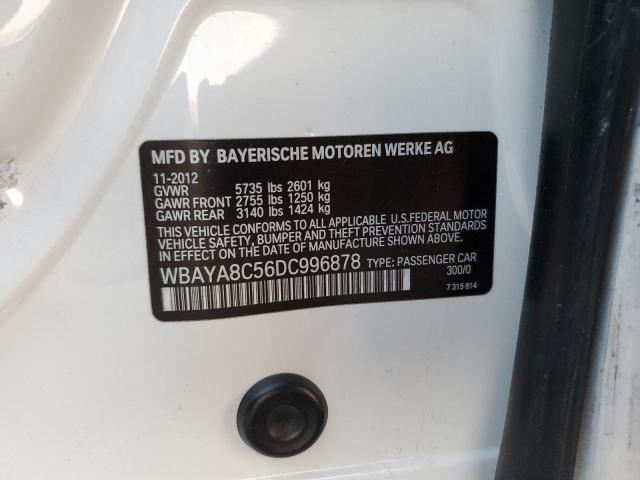 MFD BY BAYERISCHE MOTOREN WERKE AG
11-2012
GVWR 5735 lbs 2601 kg
GAWR FRONT 2755 lbs 1250 kg
GAWR REAR 3140 lbs 1424 kg
THIS VEHICLE CONFORMS TO ALL APPLICABLE U.S.FEDERAL MOTOR
VEHICLE SAFETY, BUMPER, AND THEFT PREVENTION STANDARDS
IN EFFECT ON THE DATE OF MANUFACTURE SHOWN ABOVE.
WBAYA8C56DC996878 TYPE: PASSENGER CAR
300/0
7 315 814